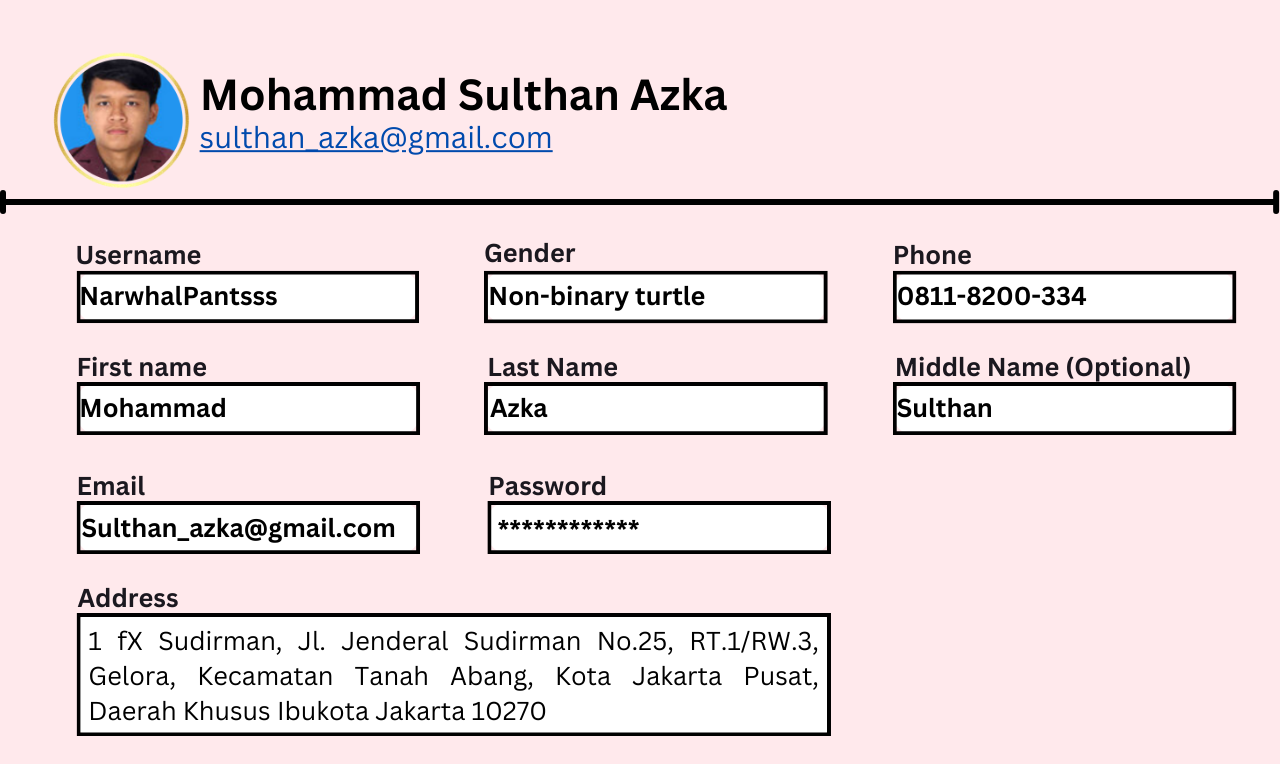 Mohammad Sulthan Azka
sulthan_azka@gmail.com
Username
Gender
Phone
NarwhalPantsss
Non-binary turtle
0811-8200-334
First name
Last Name
Middle Name (Optional)
Mohammad
Azka
Sulthan
Email
Password
Sulthan_azka@gmail.com
************
Address
1 fX Sudirman, Jl. Jenderal Sudirman No.25, RT.1/RW.3,
Gelora, Kecamatan Tanah Abang, Kota Jakarta Pusat,
Daerah Khusus Ibukota Jakarta 10270